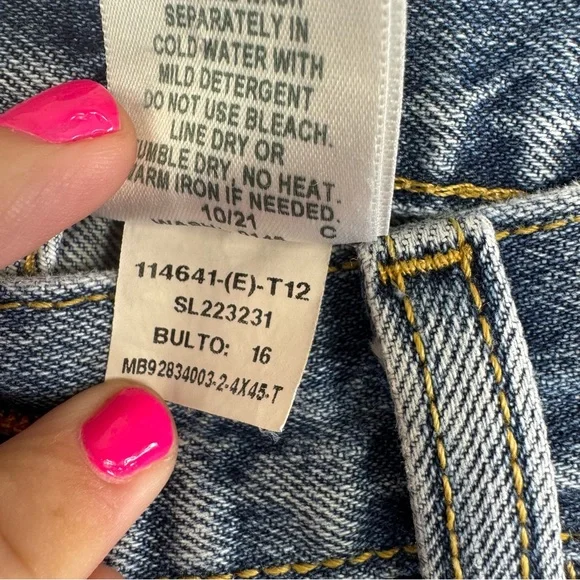 SEPARATELY IN
COLD WATER WITH
MILD DETERGENT
DO NOT USE BLEACH.
LINE DRY OR
UMBLE DRY, NO HEAT.
ARM IRON IF NEEDED.
10/21 C
114641-(E)-T12
SL223231
BULTO: 16
MB92834003-2-4X45-T